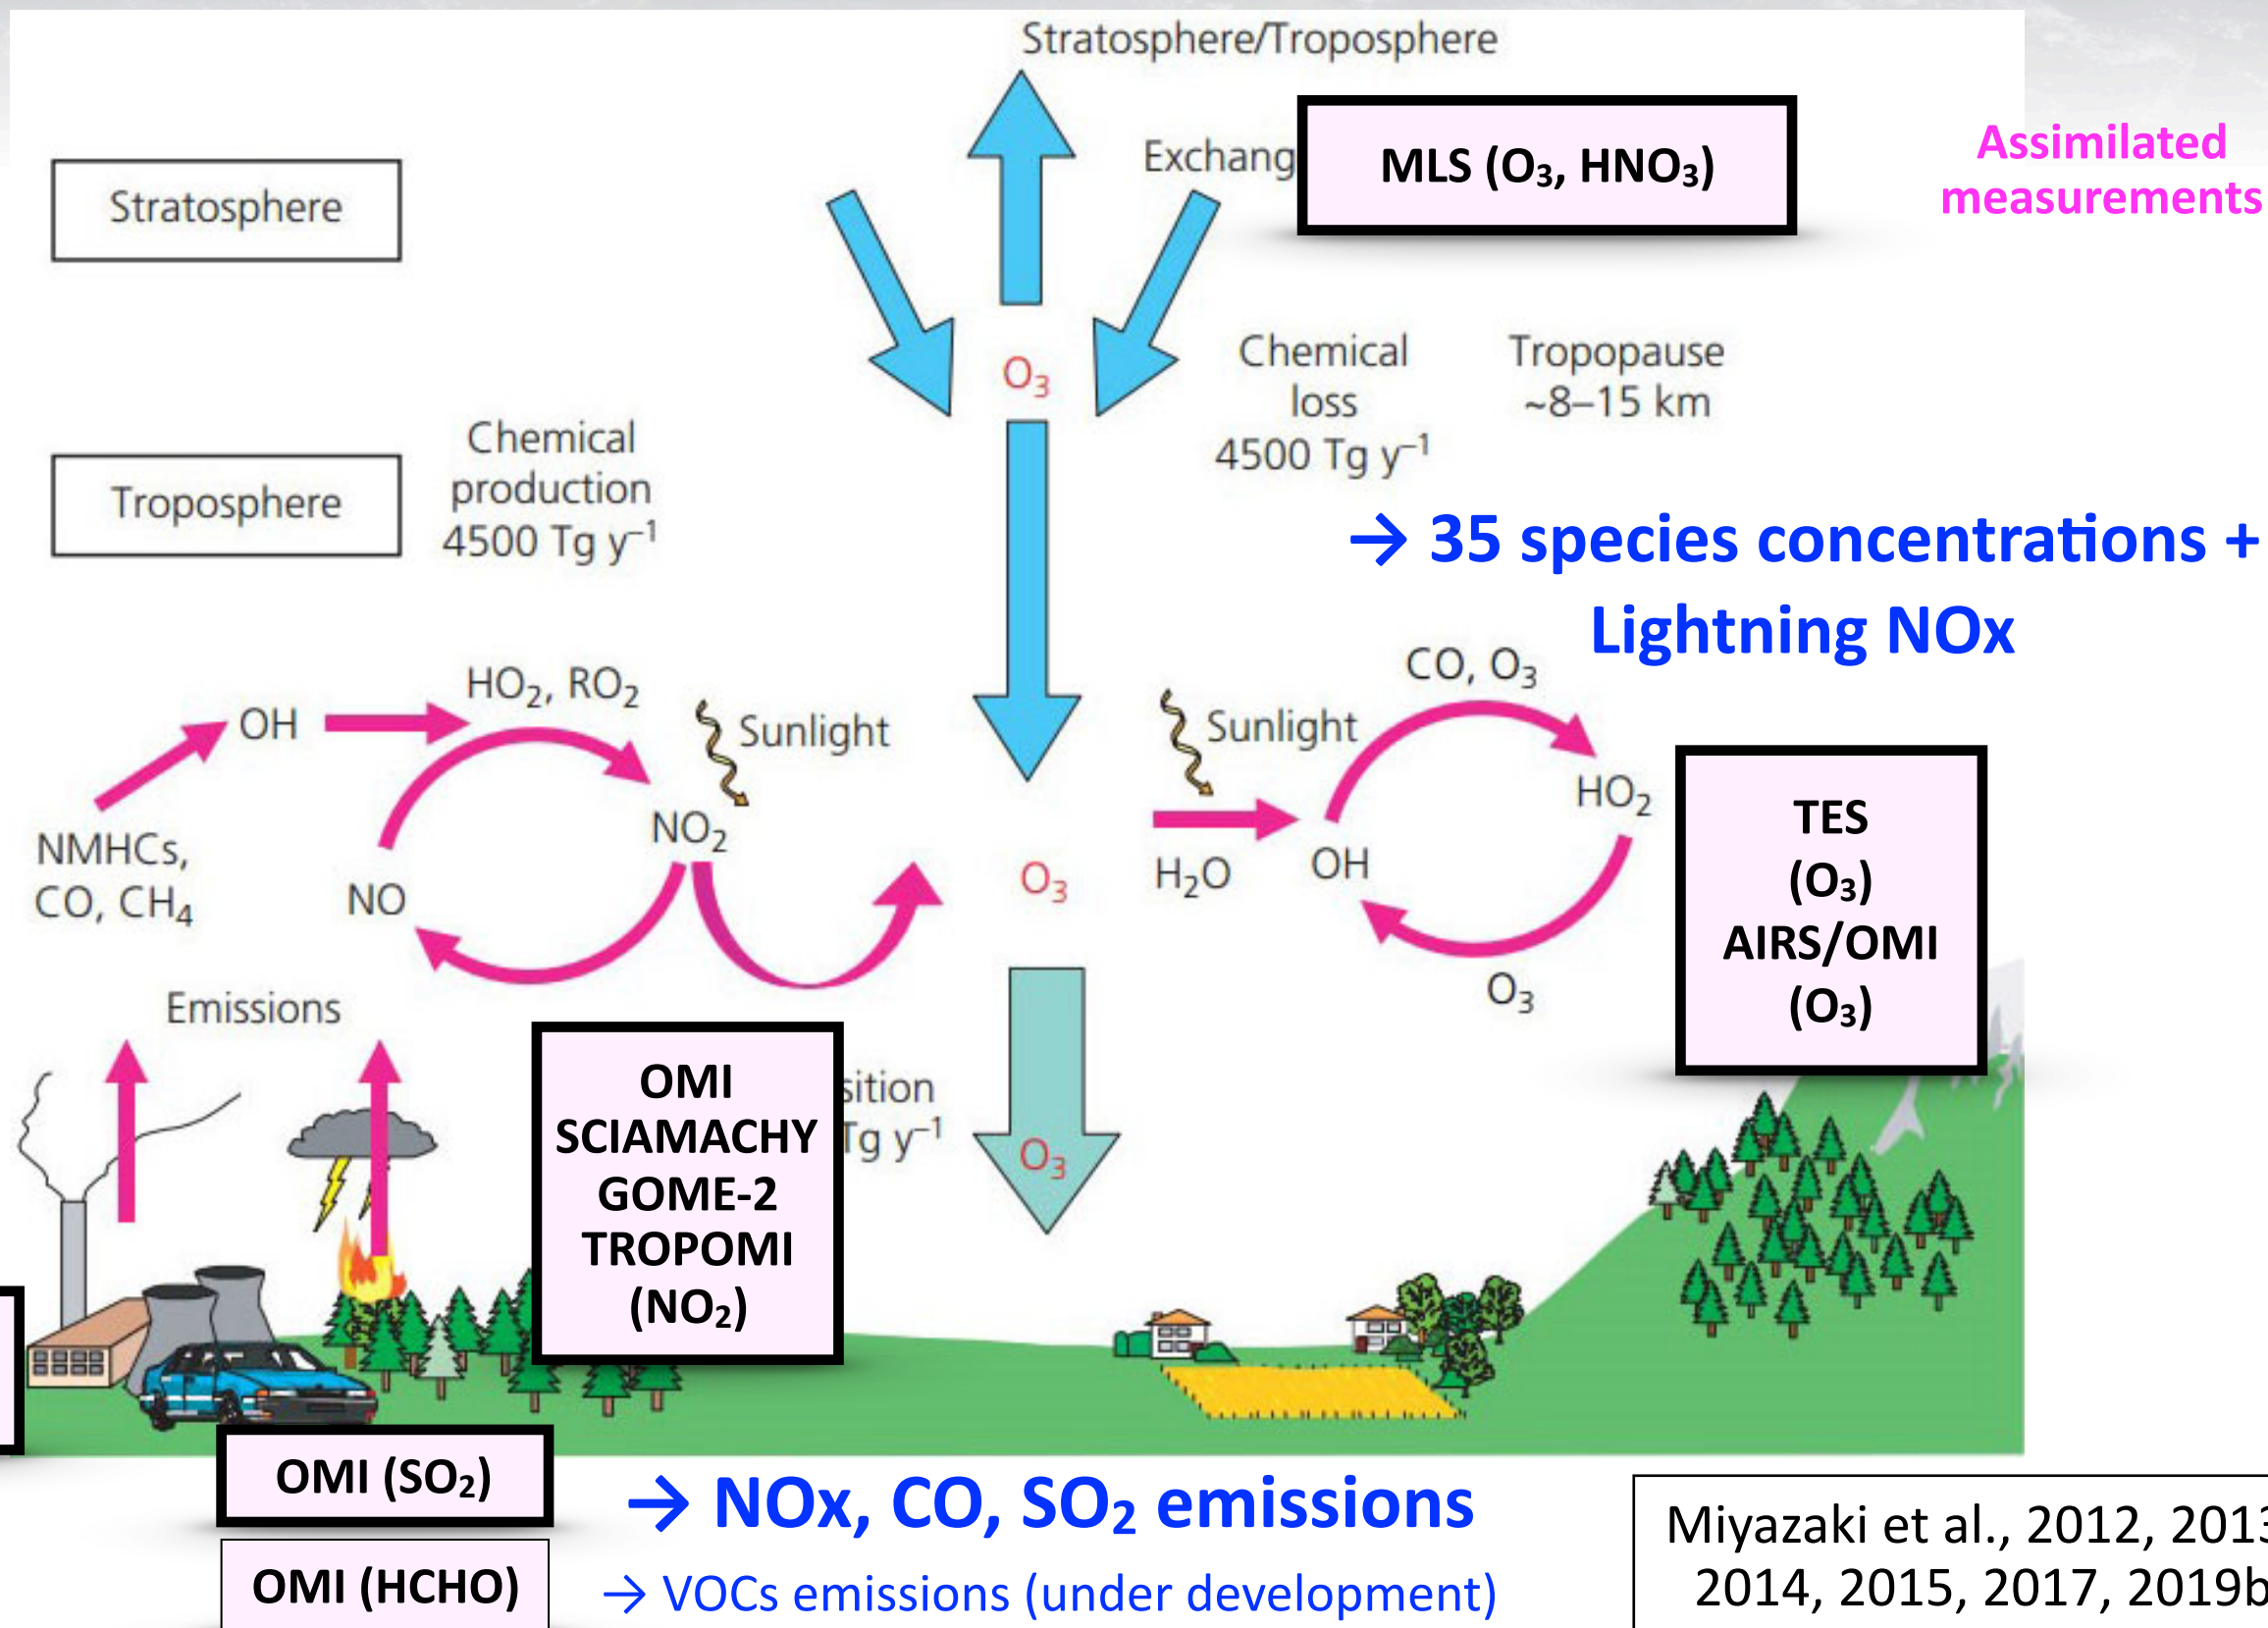 Stratosphere/Troposphere
Exchang
MLS (O₃, HNO₃)
Assimilated
measurements
Stratosphere
O₃
Chemical
loss
4500 Tg y⁻¹
Tropopause
~8–15 km
Troposphere
Chemical
production
4500 Tg y⁻¹
→ 35 species concentrations +
Lightning NOx
OH
HO₂, RO₂
Sunlight
NO₂
NO
NMHCs,
CO, CH₄
O₃
Sunlight
H₂O
OH
CO, O₃
HO₂
O₃
TES
(O₃)
AIRS/OMI
(O₃)
Emissions
OMI
SCIAMACHY
GOME-2
TROPOMI
(NO₂)
sition
Tg y⁻¹
O₃
OMI (SO₂)
OMI (HCHO)
→ NOx, CO, SO₂ emissions
→ VOCs emissions (under development)
Miyazaki et al., 2012, 2013
2014, 2015, 2017, 2019b